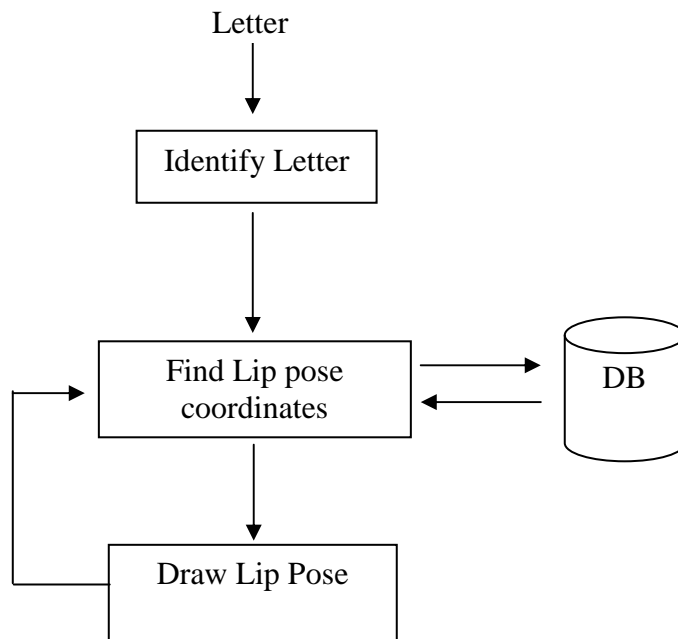 Letter
Identify Letter
Find Lip pose
coordinates
DB
Draw Lip Pose